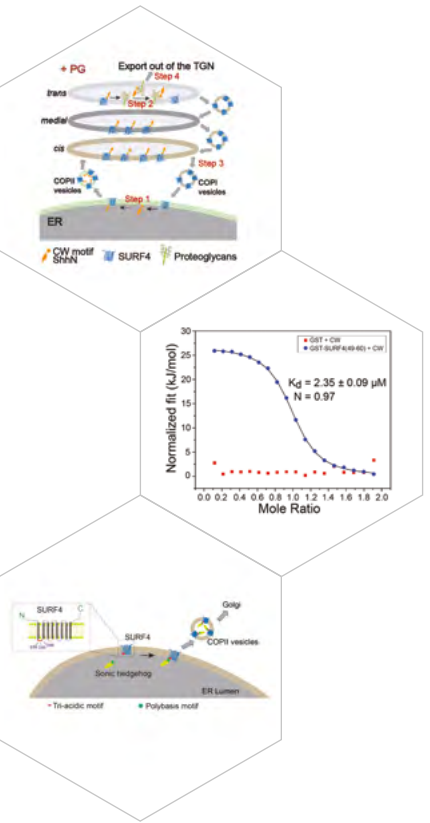 + PG
Export out of the TGN
Step 4
trans
Step 2
medial
cis
Step 3
COPII
vesicles
Step 1
COPI
vesicles
ER
CW motif
ShhN
SURF4
Proteoglycans
Normalized fit (kJ/mol)
30
25
20
15
10
5
0
GST + CW
GST-SURF4(49-60) + CW
Kd = 2.35 ± 0.09 µM
N = 0.97
0.0 0.2 0.4 0.6 0.8 1.0 1.2 1.4 1.6 1.8 2.0
Mole Ratio
SURF4
N
C
SURF4
Golgi
COPII vesicles
Sonic hedgehog
ER Lumen
Tri-acidic motif
Polybasis motif